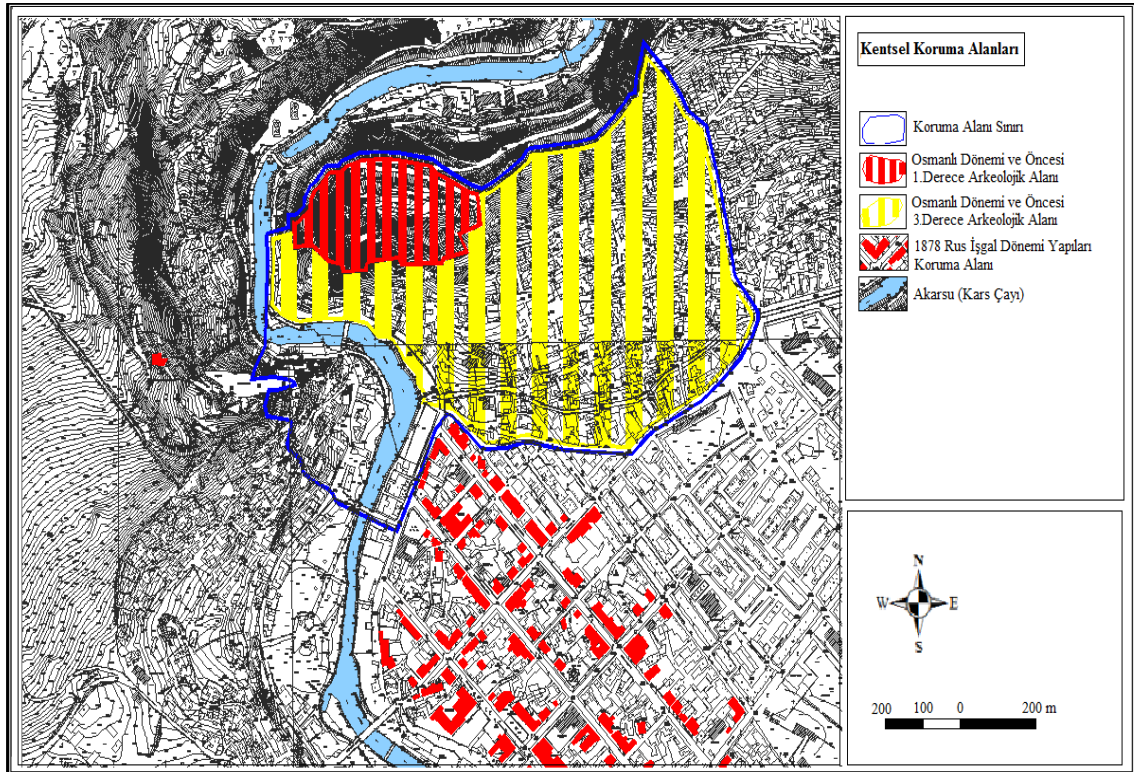 Kentsel Koruma Alanları
Koruma Alanı Sınırı
Osmanlı Dönemi ve Öncesi
1.Derece Arkeolojik Alanı
Osmanlı Dönemi ve Öncesi
3.Derece Arkeolojik Alanı
1878 Rus İşgal Dönemi Yapıları
Koruma Alanı
Akarsu (Kars Çayı)
N
W E
S
200 100 0 200 m